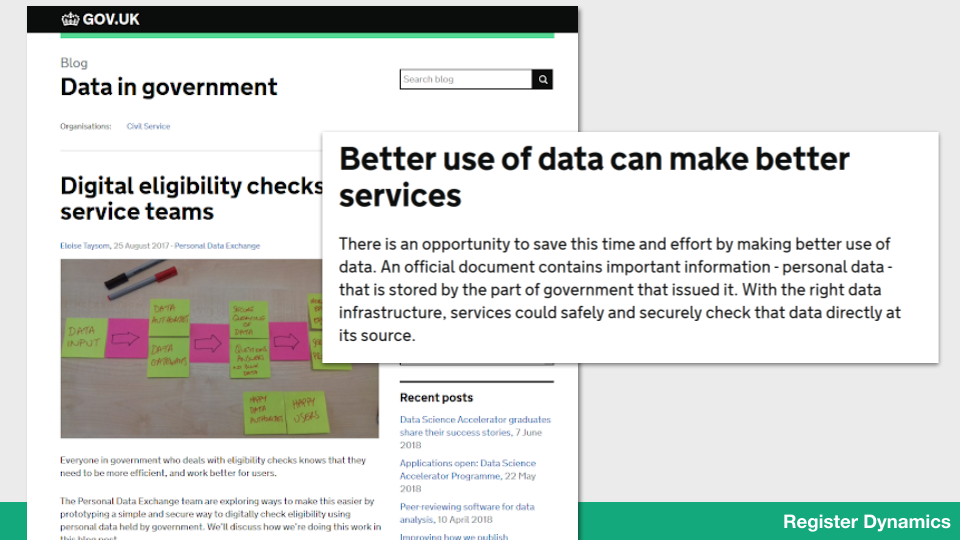 GOV.UK
Blog
Data in government
Search blog
Organisations: Civil Service
Digital eligibility checks
service teams
Eloise Taysom, 25 August 2017 - Personal Data Exchange
DATA
INPUT
DATA
AUTHORITIES
DATA
GATEWAYS
SECURE
OF
DATA
QUESTIONS
ANSWERS
DATA
HAPPY
DATA
AUTHORITIES
HAPPY
USERS
Everyone in government who deals with eligibility checks knows that they
need to be more efficient, and work better for users.
The Personal Data Exchange team are exploring ways to make this easier by
prototyping a simple and secure way to digitally check eligibility using
personal data held by government. We'll discuss how we're doing this work in
this blog post.
Better use of data can make better
services
There is an opportunity to save this time and effort by making better use of
data. An official document contains important information - personal data -
that is stored by the part of government that issued it. With the right data
infrastructure, services could safely and securely check that data directly at
its source.
Recent posts
Data Science Accelerator graduates
share their success stories, 7 June
2018
Applications open: Data Science
Accelerator Programme, 22 May
2018
Peer-reviewing software for data
analysis, 10 April 2018
Improving how we publish
Register Dynamics